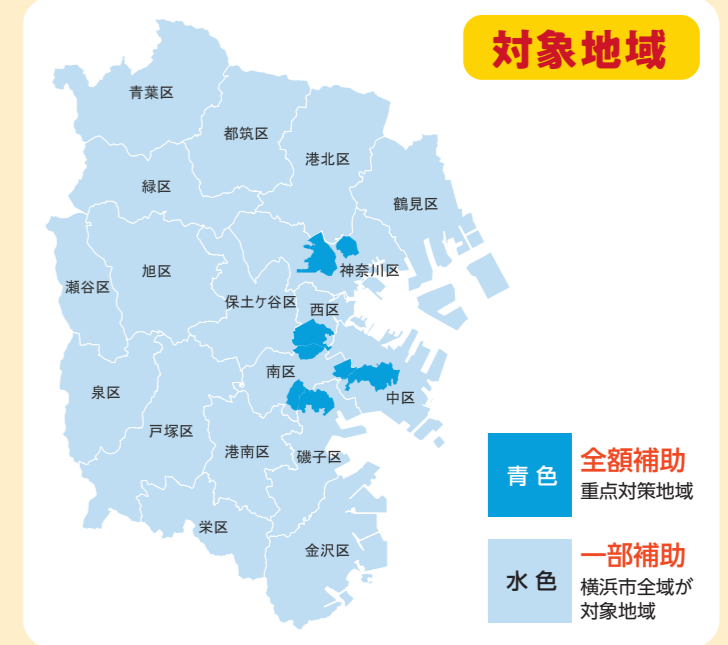 対象地域
青葉区
都筑区
港北区
緑区
鶴見区
旭区
神奈川区
瀬谷区
保土ケ谷区
西区
南区
泉区
中区
戸塚区
港南区
磯子区
栄区
金沢区
青色
全額補助
重点対策地域
水色
一部補助
横浜市全域が
対象地域